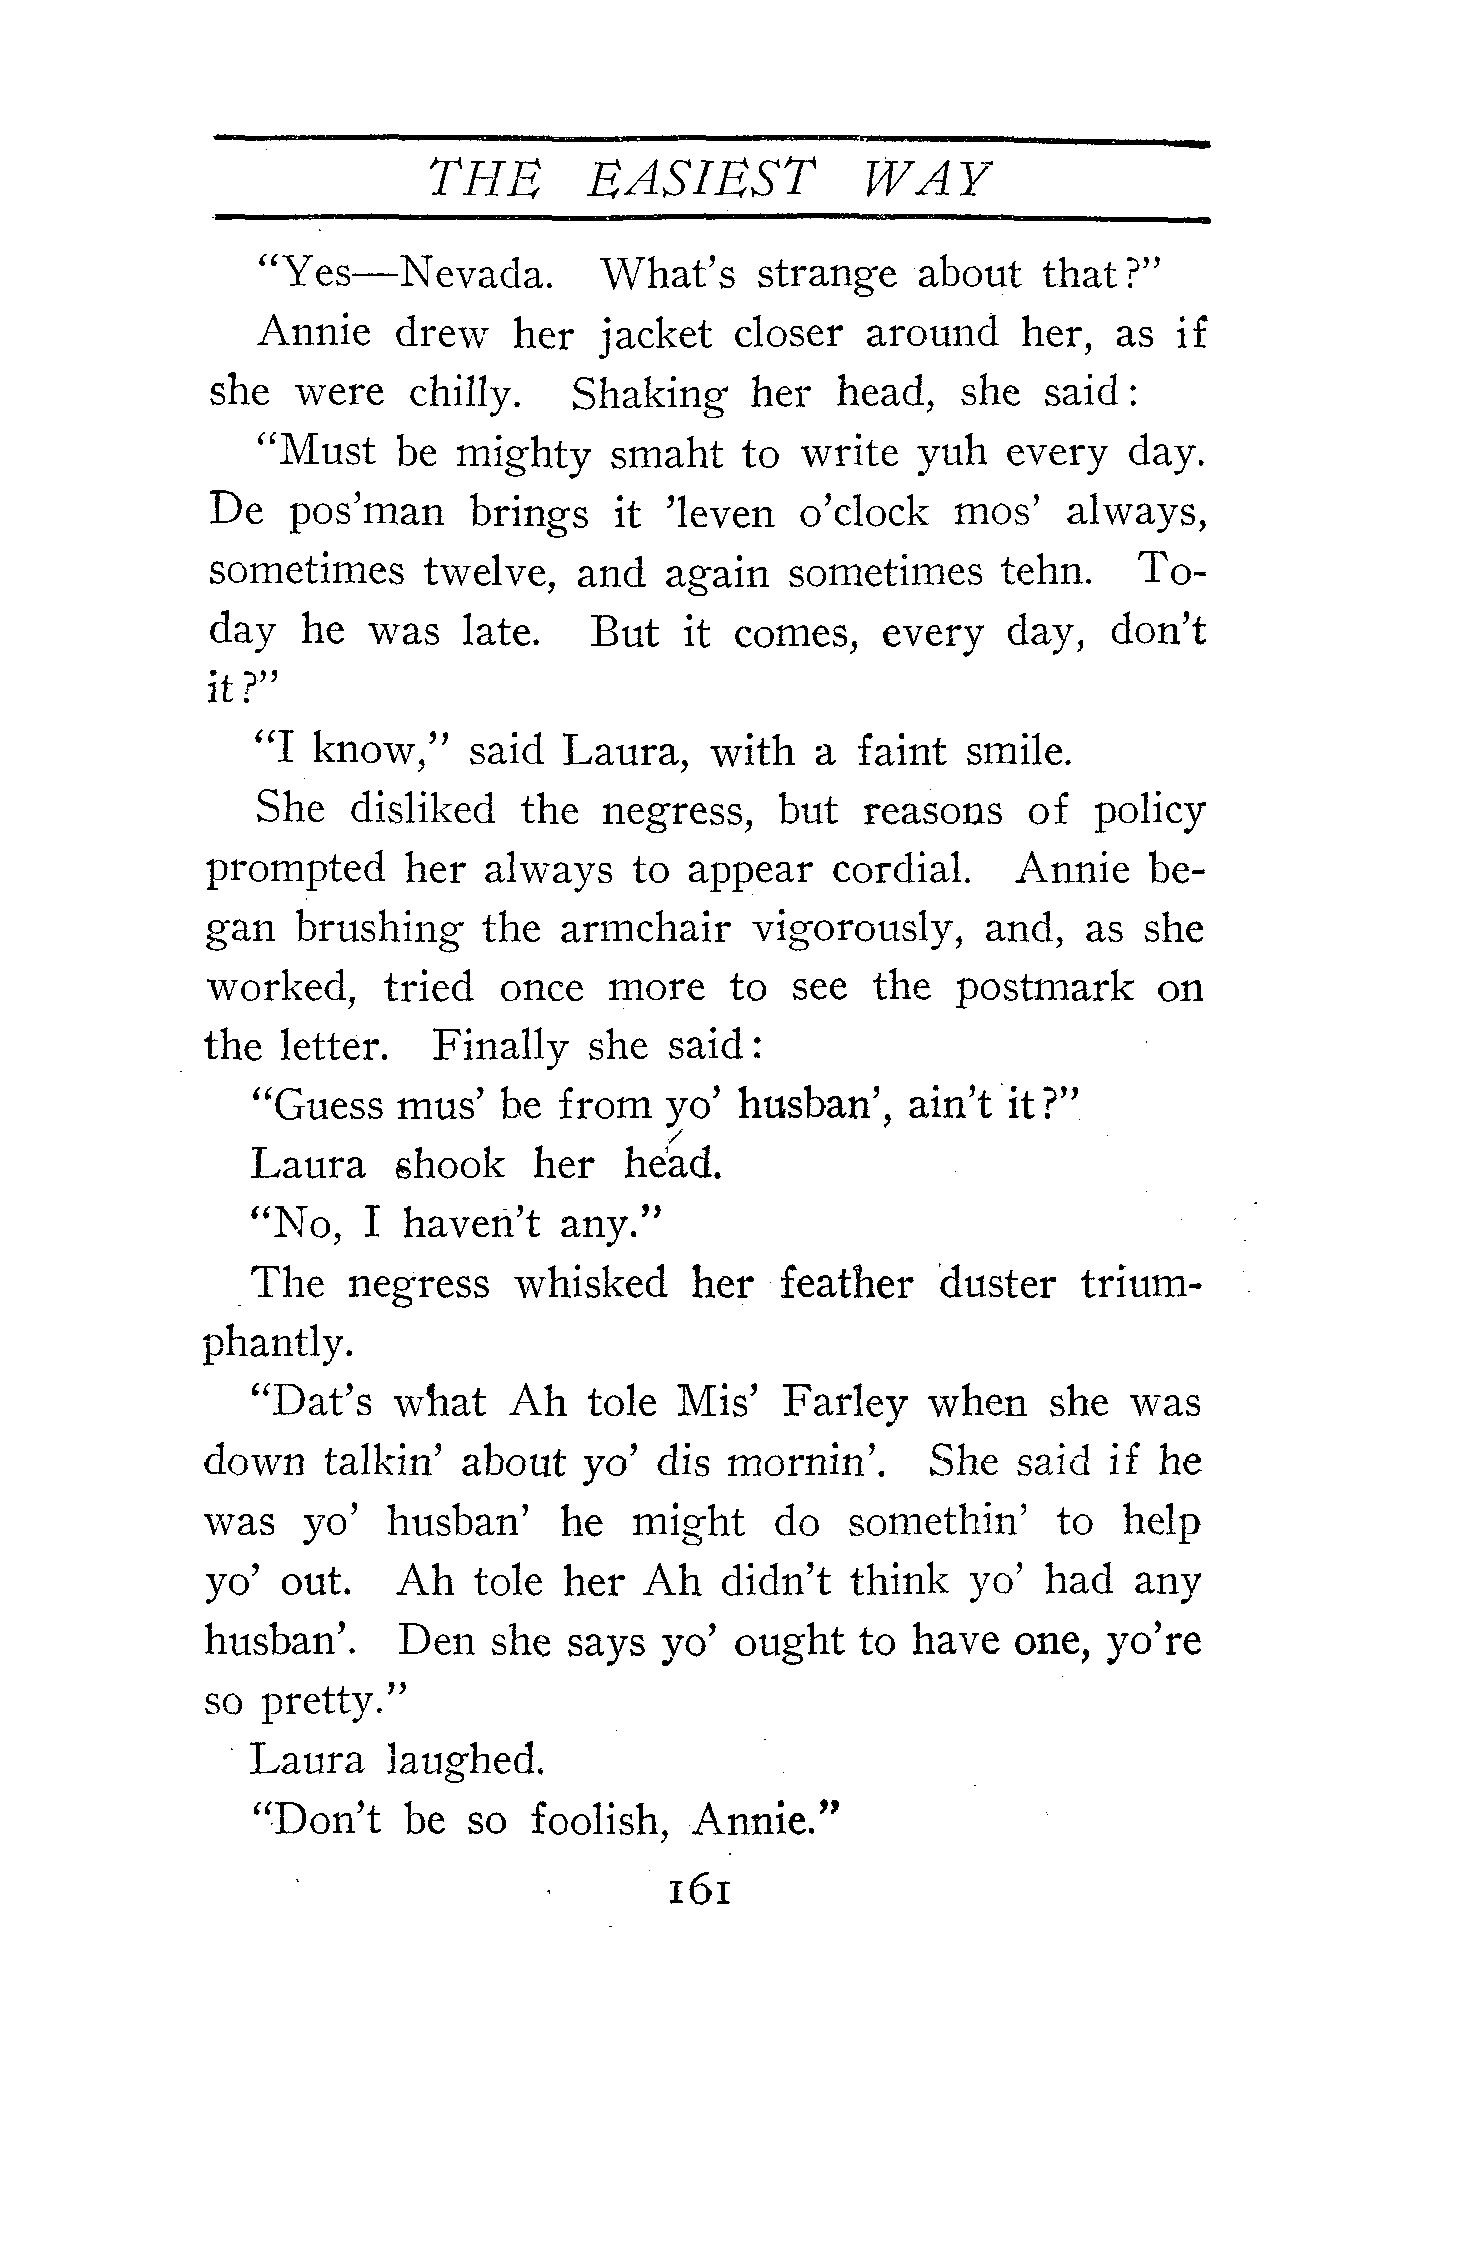 THE EASIEST WAY
"Yes—Nevada. What's strange about that?"
Annie drew her jacket closer around her, as if
she were chilly. Shaking her head, she said:
"Must be mighty smaht to write yuh every day.
De pos'man brings it 'leven o'clock mos' always,
sometimes twelve, and again sometimes tehn. To-
day he was late. But it comes, every day, don't
it?"
"I know," said Laura, with a faint smile.
She disliked the negress, but reasons of policy
prompted her always to appear cordial. Annie be-
gan brushing the armchair vigorously, and, as she
worked, tried once more to see the postmark on
the letter. Finally she said:
"Guess mus' be from yo' husban', ain't it?"
Laura shook her head.
"No, I haven't any."
The negress whisked her feather duster trium-
phantly.
"Dat's what Ah tole Mis' Farley when she was
down talkin' about yo' dis mornin'. She said if he
was yo' husban' he might do somethin' to help
yo' out. Ah tole her Ah didn't think yo' had any
husban'. Den she says yo' ought to have one, yo're
so pretty."
Laura laughed.
"Don't be so foolish, Annie."
161